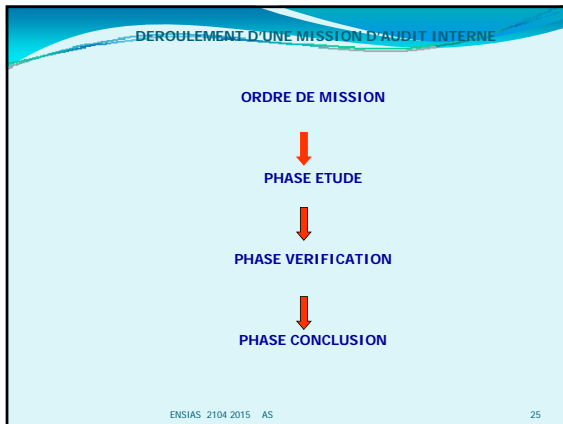 DEROULEMENT D'UNE MISSION D'AUDIT INTERNE
ORDRE DE MISSION
PHASE ETUDE
PHASE VERIFICATION
PHASE CONCLUSION
ENSIAS 2104 2015 AS
25